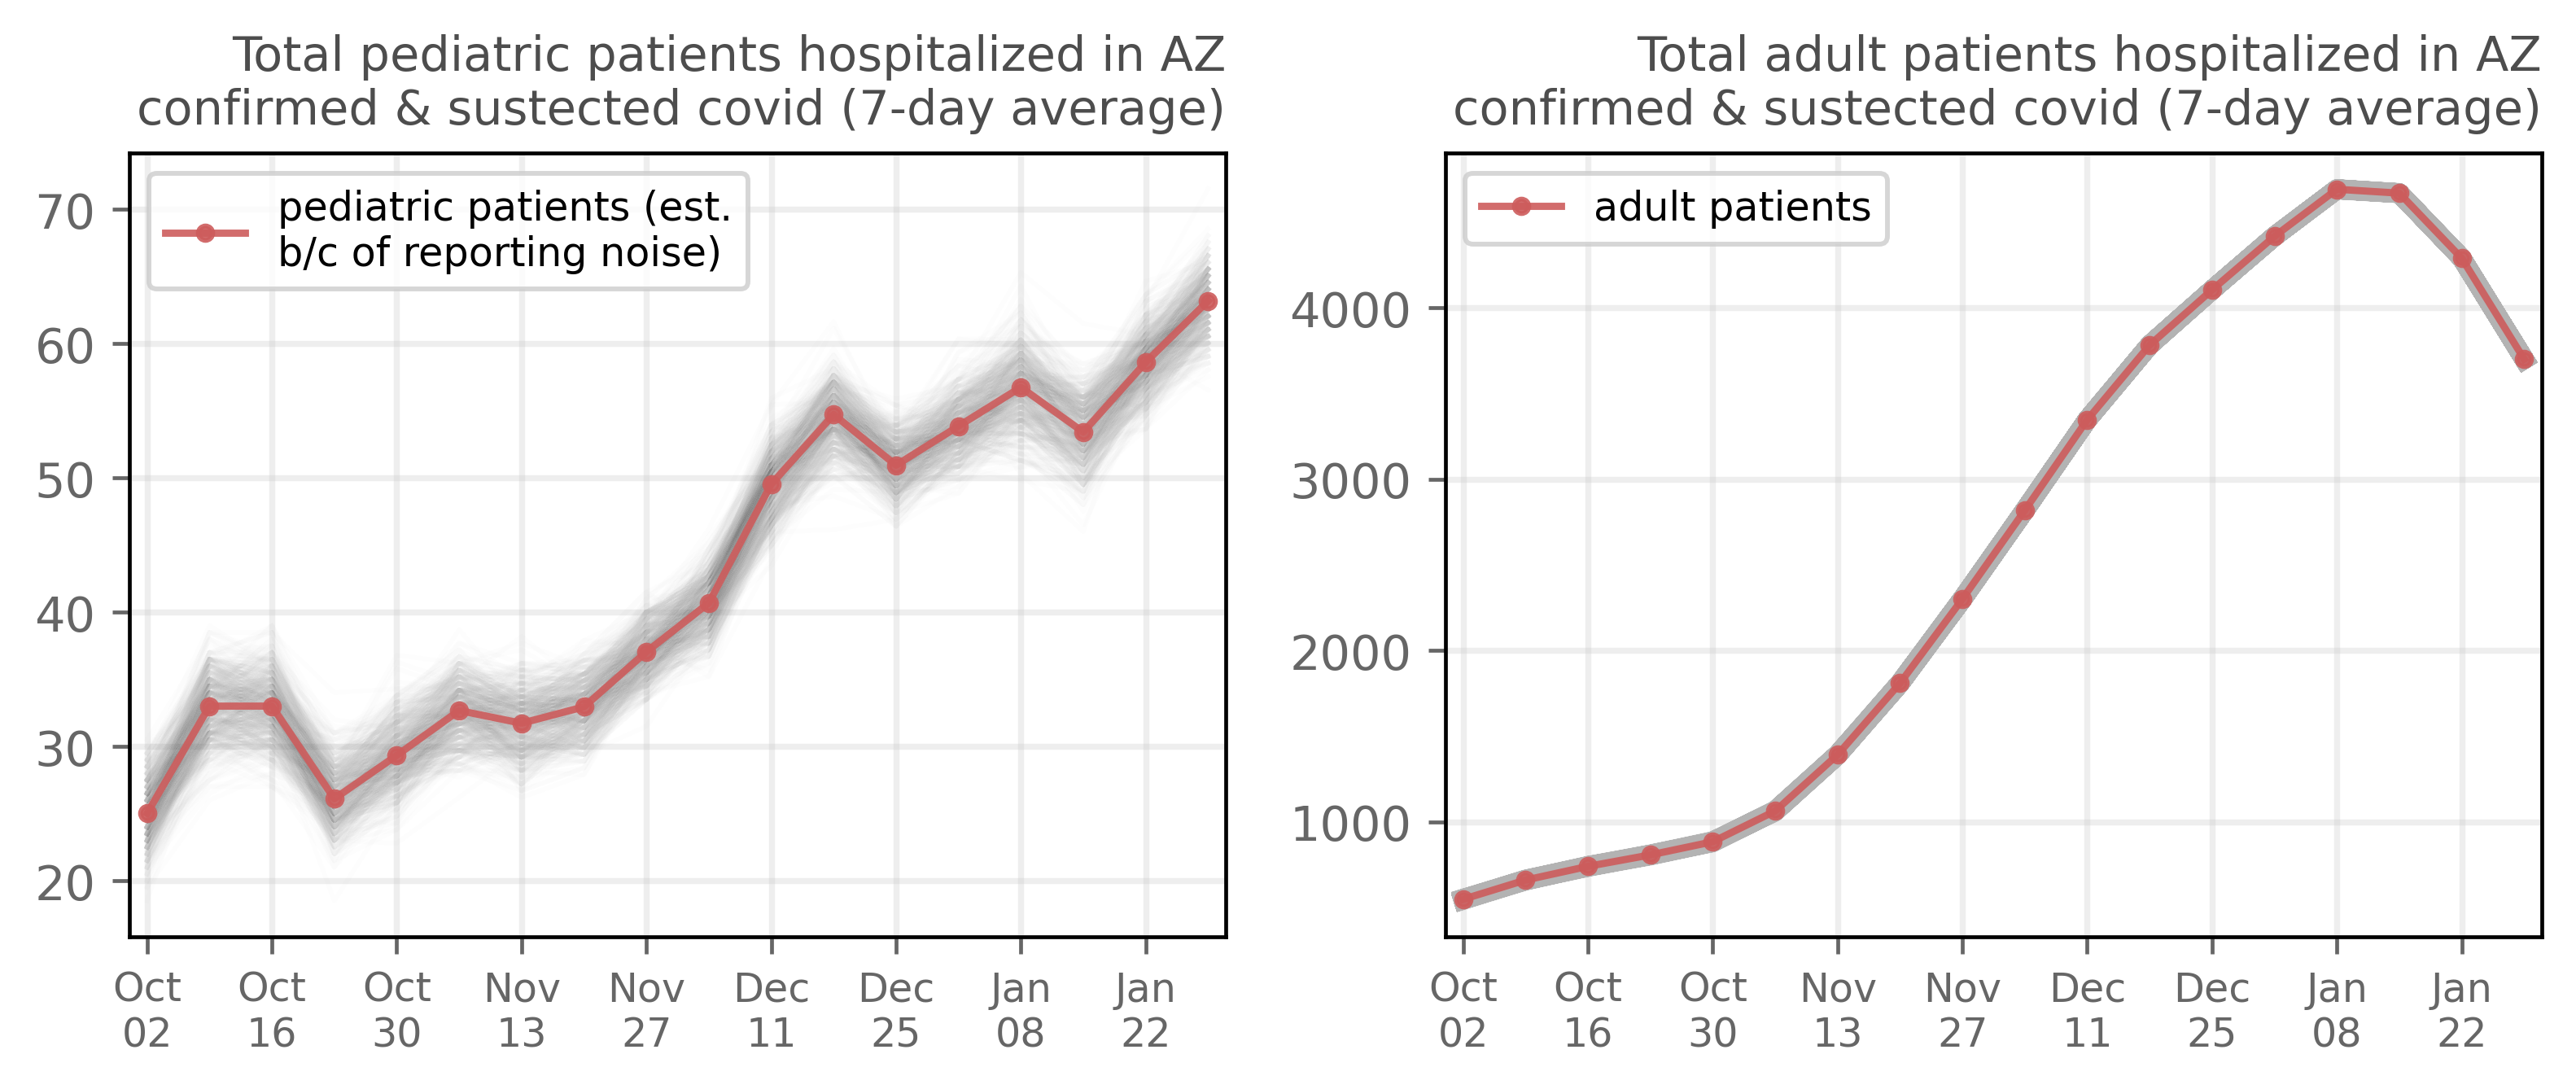 Total pediatric patients hospitalized in AZ
confirmed & sustected covid (7-day average)
pediatric patients (est.
b/c of reporting noise)
70
60
50
40
30
20
Oct
02
Oct
16
Oct
30
Nov
13
Nov
27
Dec
11
Dec
25
Jan
08
Jan
22
Total adult patients hospitalized in AZ
confirmed & sustected covid (7-day average)
adult patients
4000
3000
2000
1000
Oct
02
Oct
16
Oct
30
Nov
13
Nov
27
Dec
11
Dec
25
Jan
08
Jan
22